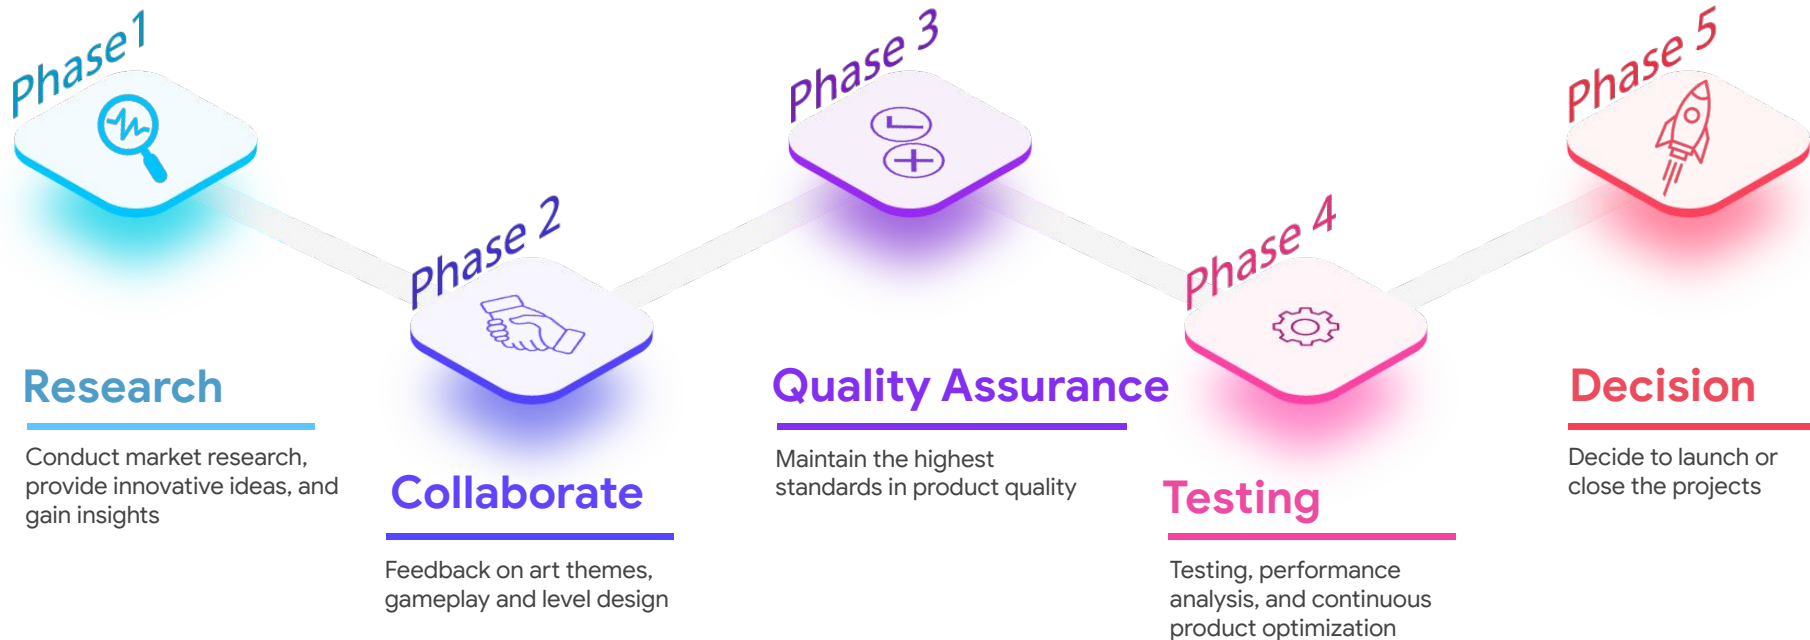 Phase 1
Research
Conduct market research,
provide innovative ideas, and
gain insights
Phase 2
Collaborate
Feedback on art themes,
gameplay and level design
Phase 3
Quality Assurance
Maintain the highest
standards in product quality
Phase 4
Testing
Testing, performance
analysis, and continuous
product optimization
Phase 5
Decision
Decide to launch or
close the projects